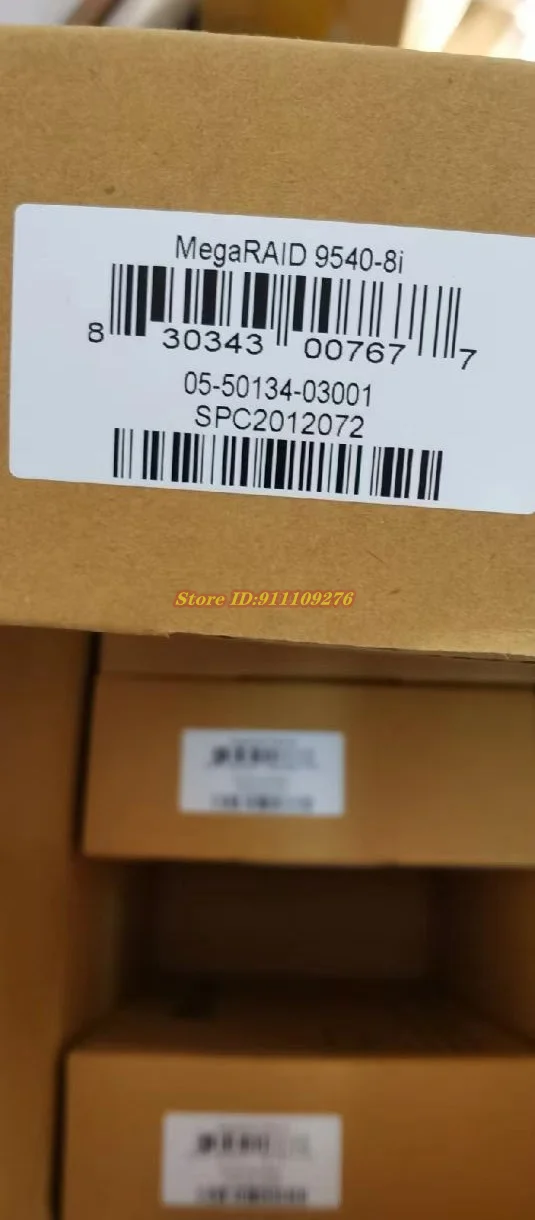 MegaRAID 9540-8i
8 30343 00767 7
05-50134-03001
SPC2012072
Store ID:911109276